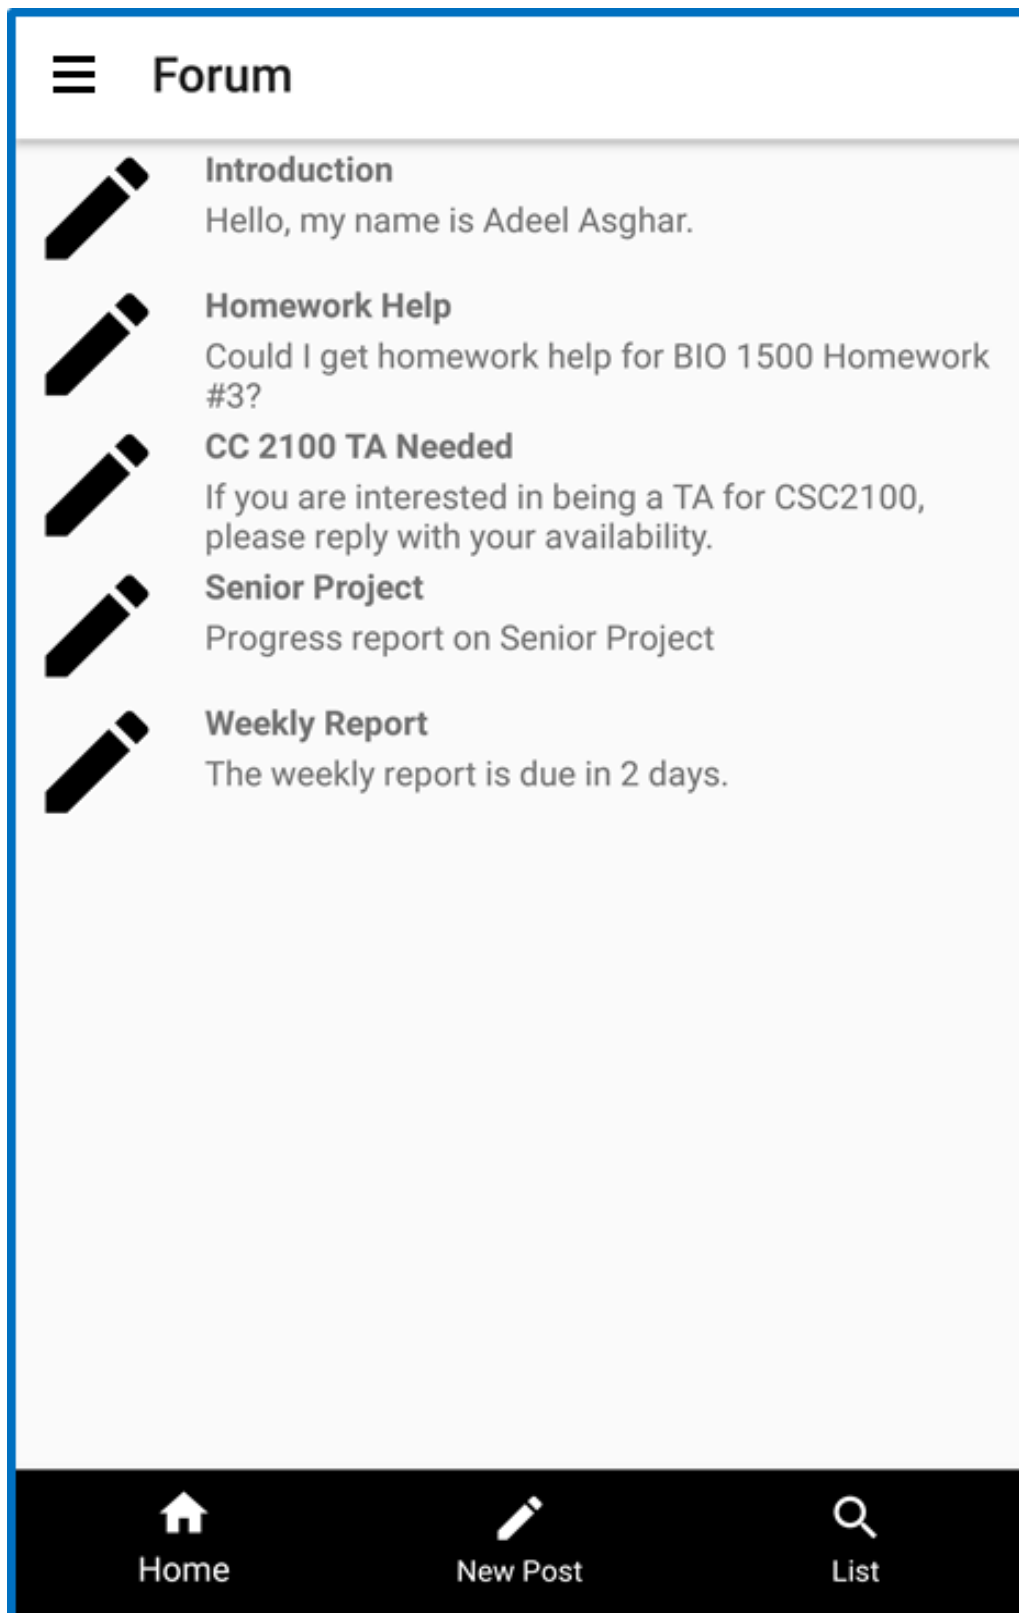 Forum
Introduction
Hello, my name is Adeel Asghar.
Homework Help
Could I get homework help for BIO 1500 Homework
#3?
CC 2100 TA Needed
If you are interested in being a TA for CSC2100,
please reply with your availability.
Senior Project
Progress report on Senior Project
Weekly Report
The weekly report is due in 2 days.
Home
New Post
List